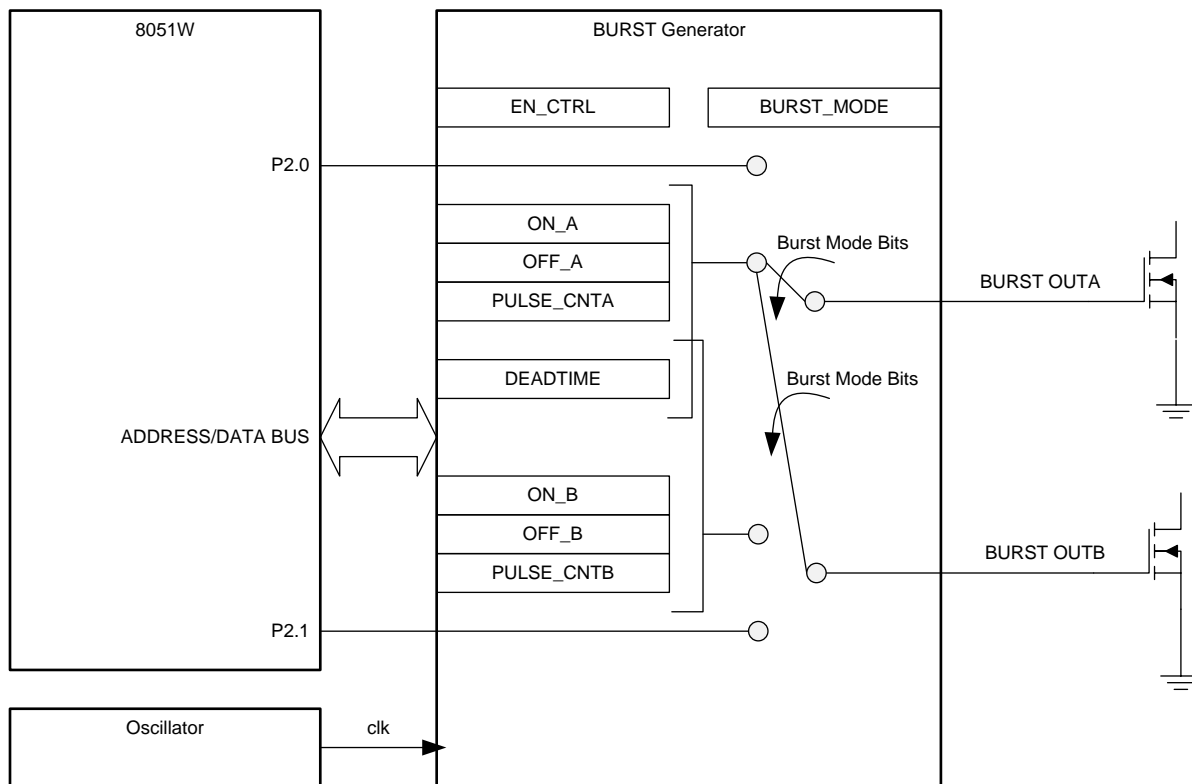 8051W
BURST Generator
EN_CTRL
BURST_MODE
P2.0
ON_A
OFF_A
PULSE_CNTA
Burst Mode Bits
BURST OUTA
DEADTIME
Burst Mode Bits
ADDRESS/DATA BUS
ON_B
OFF_B
PULSE_CNTB
BURST OUTB
P2.1
Oscillator
clk